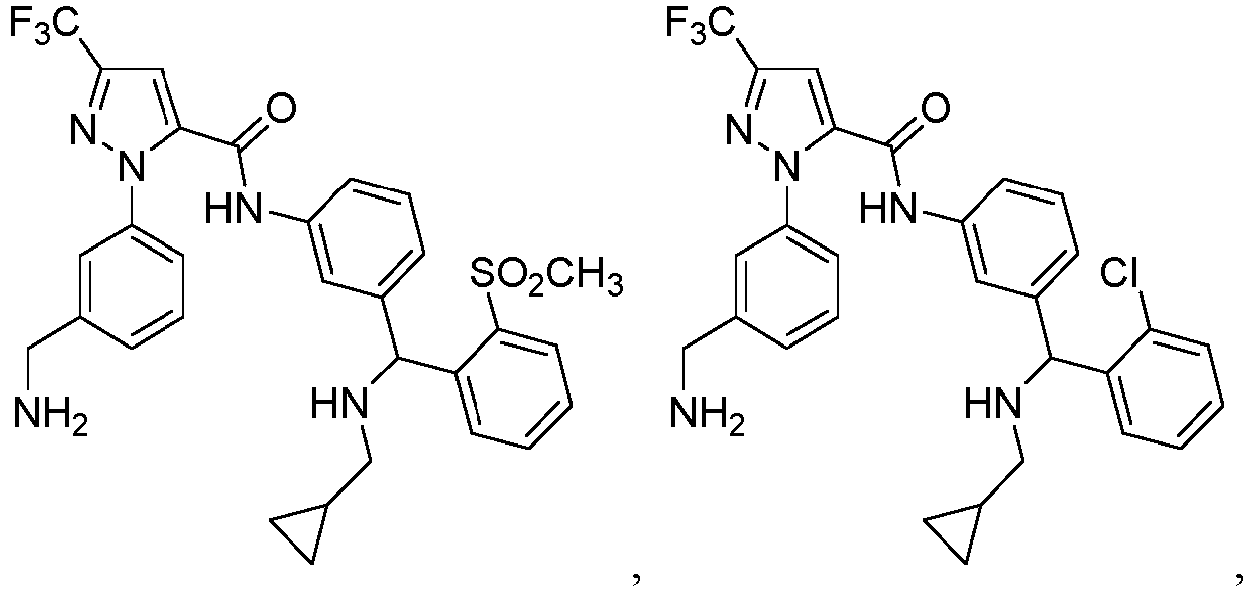 F₃C F₃C
O O
N N
N N
HN HN
SO₂CH₃ Cl
NH₂ HN NH₂ HN
, ,